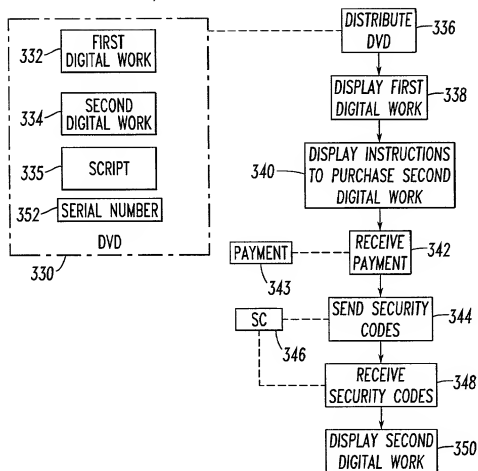 332
FIRST
DIGITAL WORK
334
SECOND
DIGITAL WORK
335
SCRIPT
352
SERIAL NUMBER
DVD
330
DISTRIBUTE
DVD
336
DISPLAY FIRST
DIGITAL WORK
338
340
DISPLAY INSTRUCTIONS
TO PURCHASE SECOND
DIGITAL WORK
PAYMENT
343
RECEIVE
PAYMENT
342
SC
346
SEND SECURITY
CODES
344
RECEIVE
SECURITY CODES
348
DISPLAY SECOND
DIGITAL WORK
350